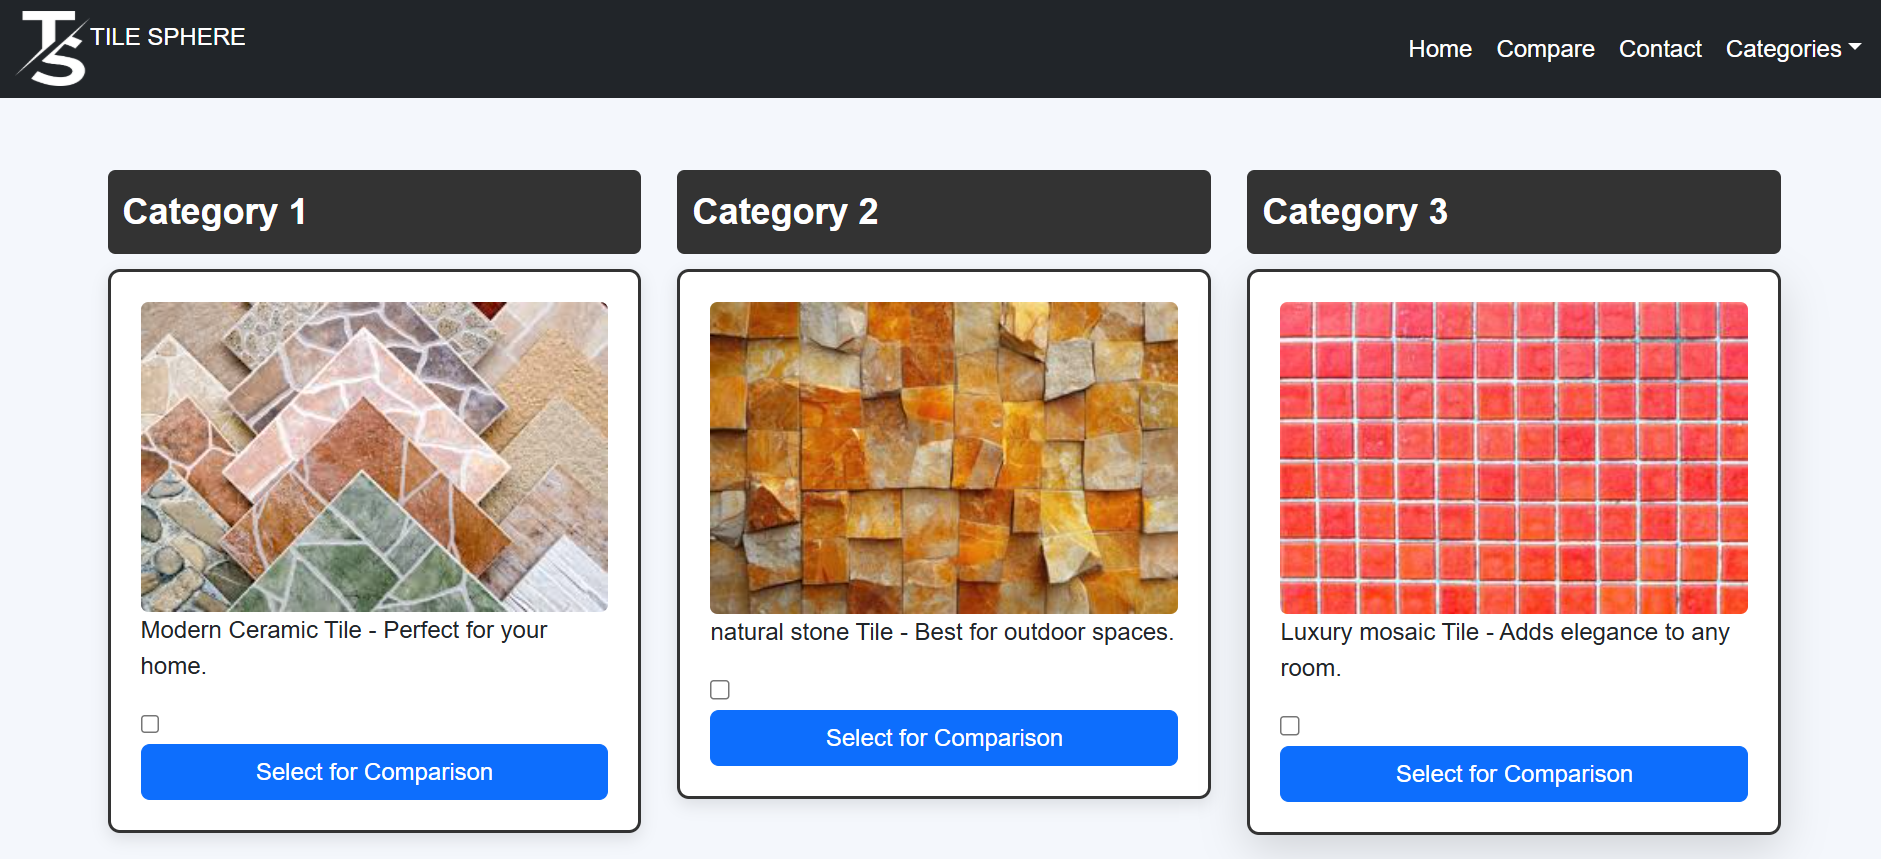 TS
TILE SPHERE
Home Compare Contact Categories
Category 1
Category 2
Category 3
Modern Ceramic Tile - Perfect for your
home.
Select for Comparison
natural stone Tile - Best for outdoor spaces.
Select for Comparison
Luxury mosaic Tile - Adds elegance to any
room.
Select for Comparison